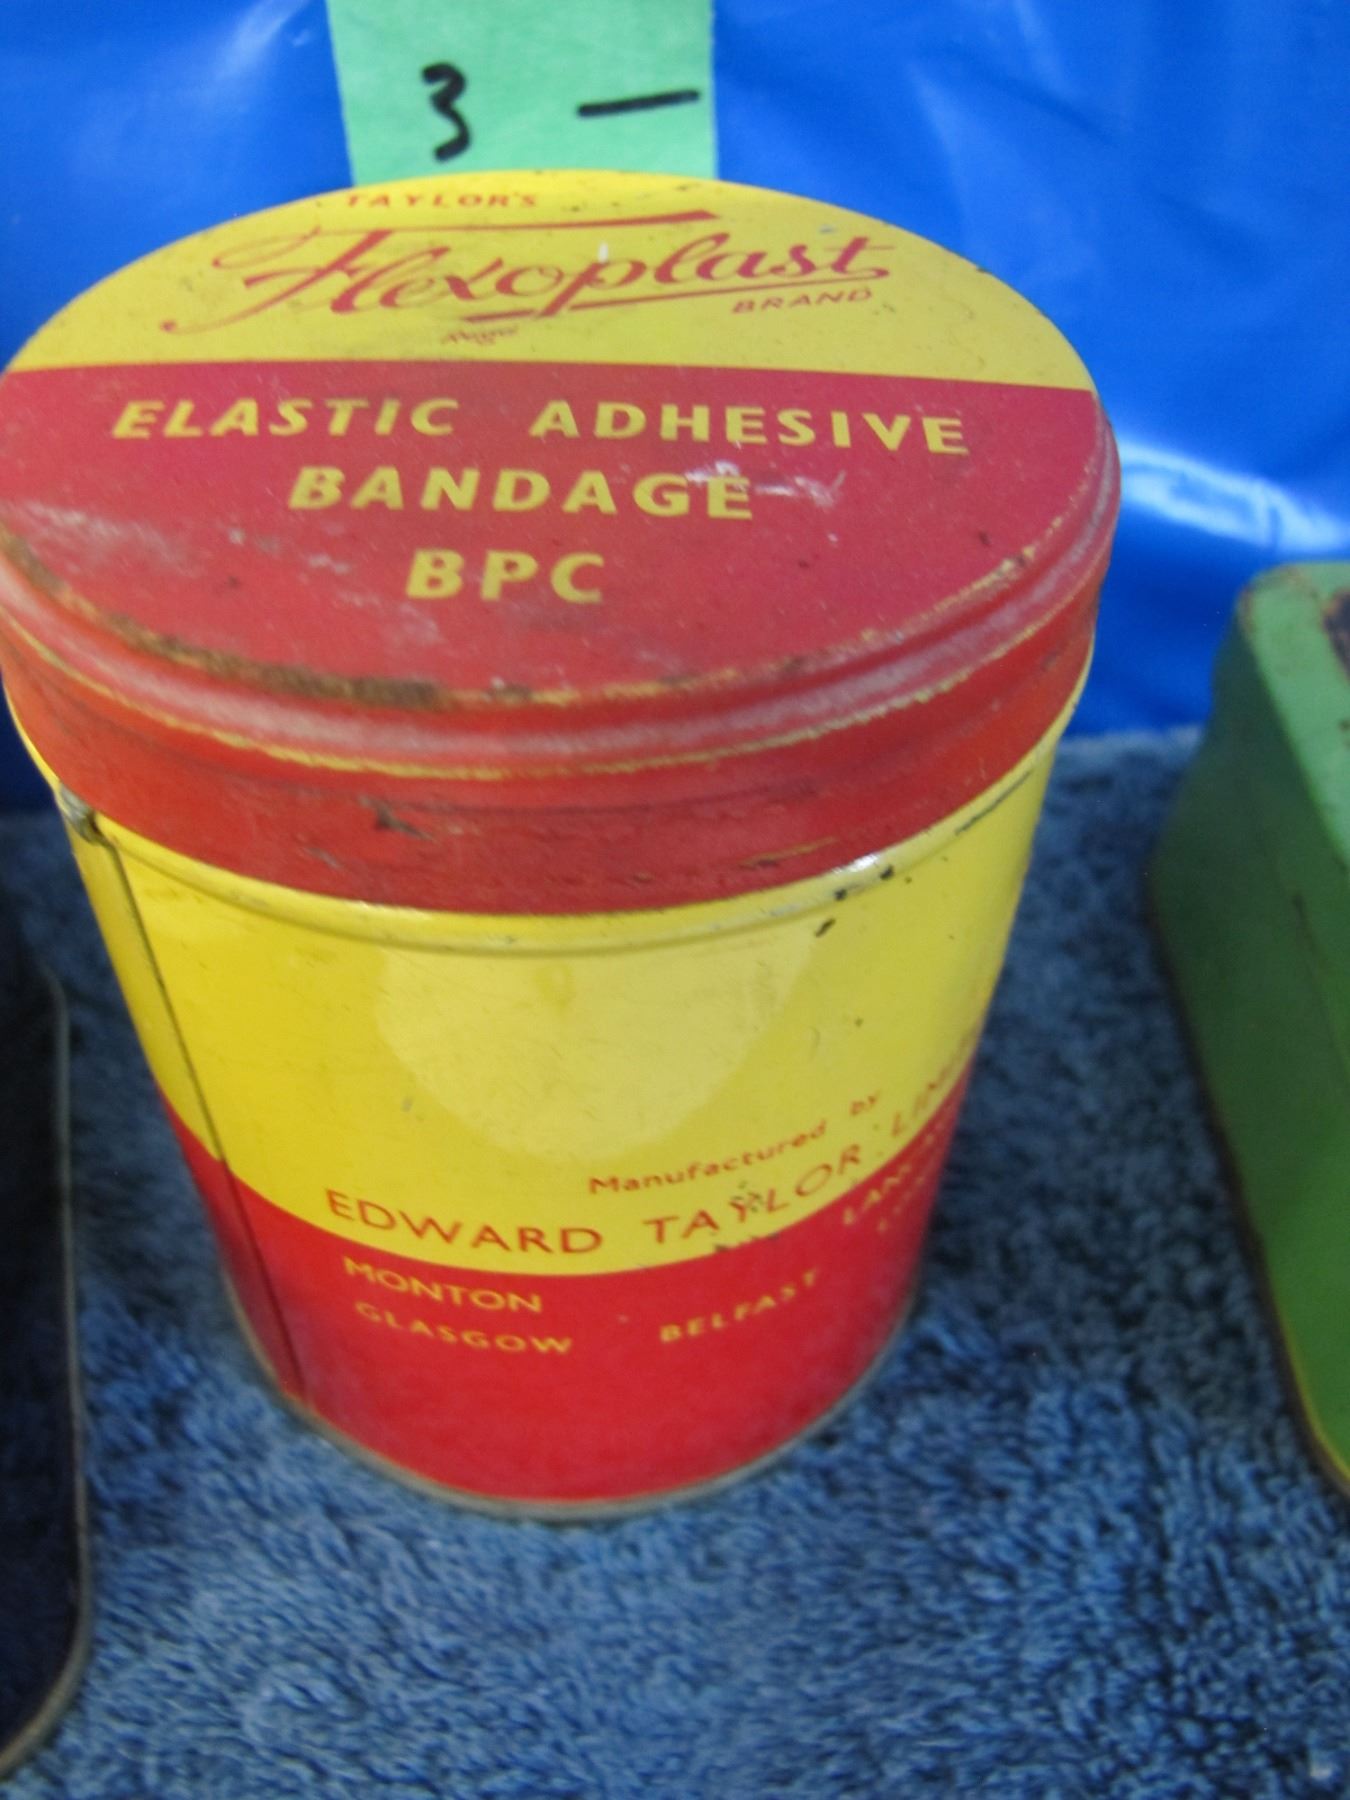 3 —
TAYLOR'S
Flexoplast
BRAND
ELASTIC ADHESIVE
BANDAGE
BPC
Manufactured by
EDWARD TAYLOR
MONTON
GLASGOW BELFAST